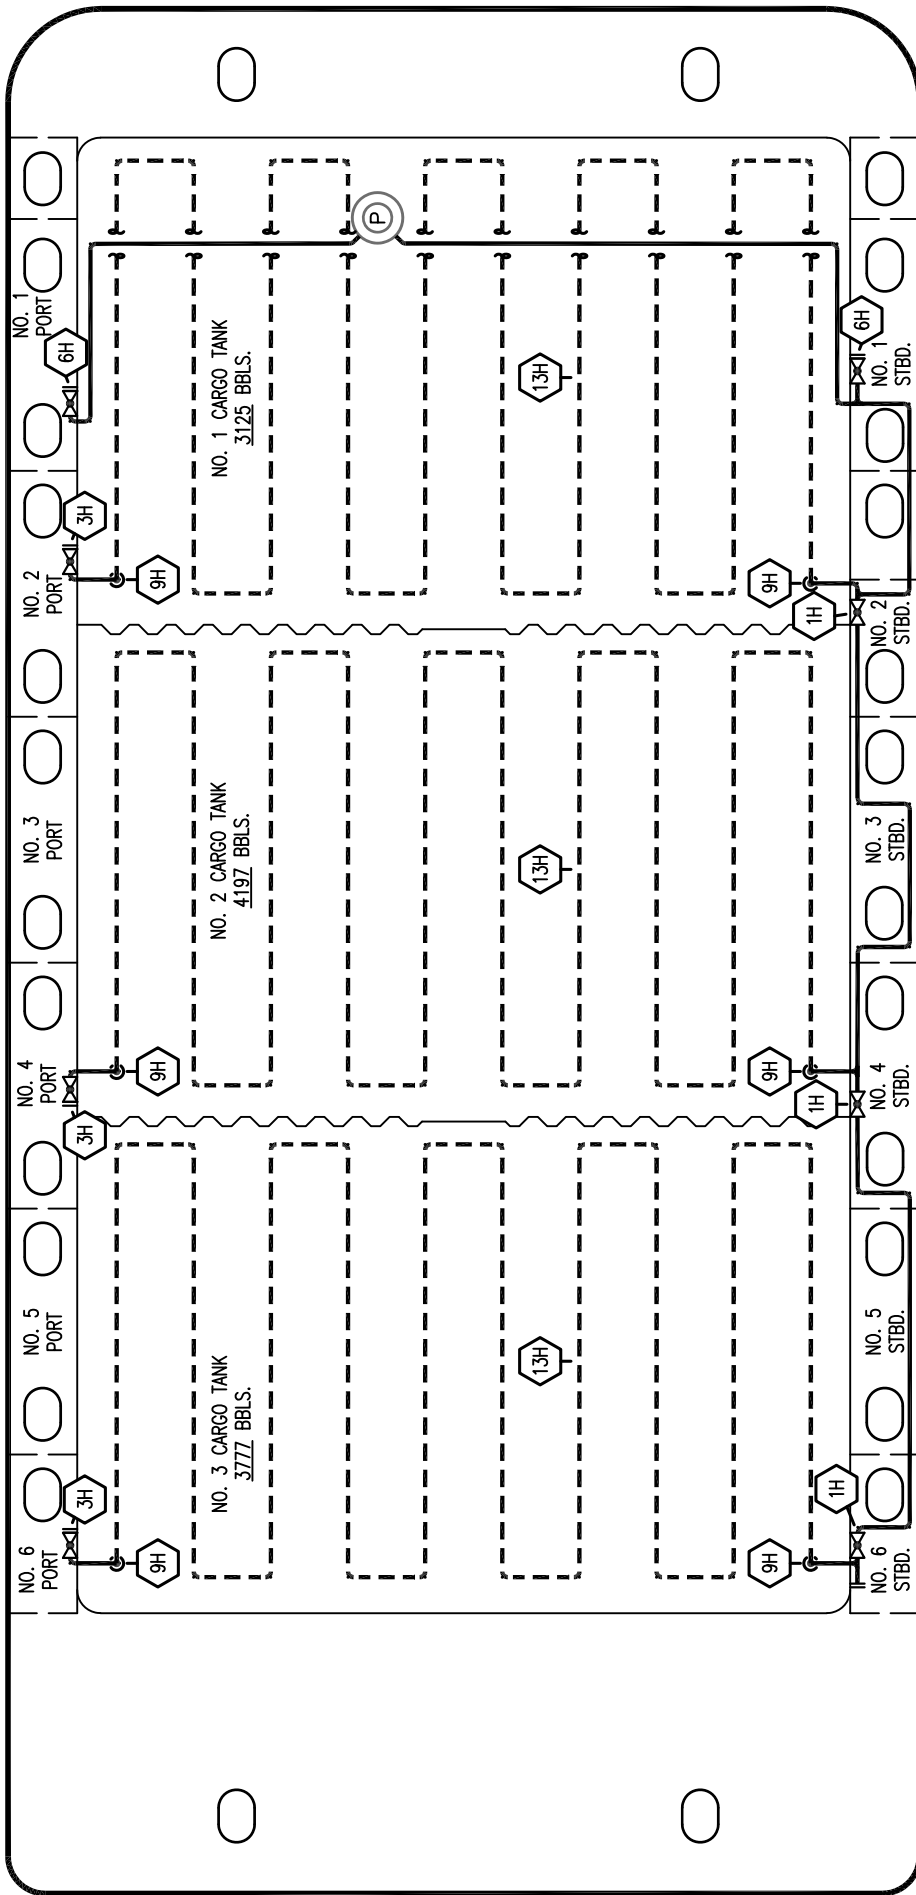 NO. 1
PORT
6H
3H
NO. 2
PORT
9H
NO. 3
PORT
NO. 4
PORT
9H
3H
NO. 5
PORT
3H
NO. 6
PORT
9H
NO. 1 CARGO TANK
3125 BBLS.
NO. 2 CARGO TANK
4197 BBLS.
NO. 3 CARGO TANK
3777 BBLS.
P
13H
13H
13H
6H
NO. 1
STBD.
9H
1H
NO. 2
STBD.
NO. 3
STBD.
9H
1H
NO. 4
STBD.
NO. 5
STBD.
1H
9H
NO. 6
STBD.